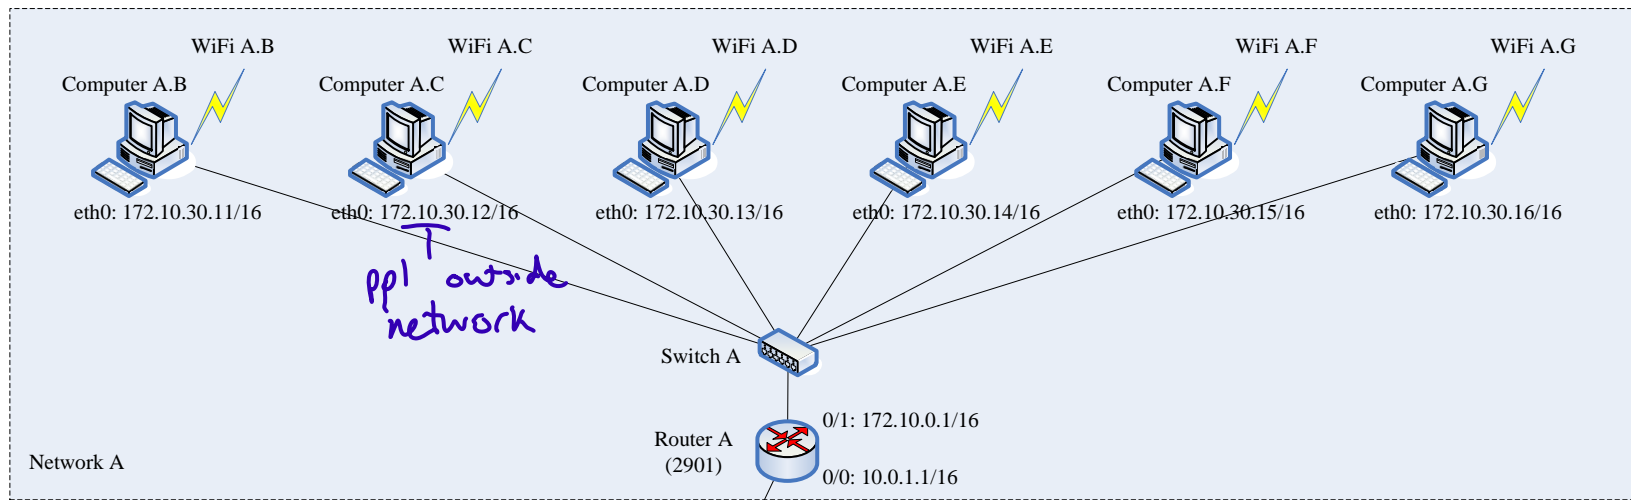 WiFi A.B
WiFi A.C
WiFi A.D
WiFi A.E
WiFi A.F
WiFi A.G
Computer A.B
Computer A.C
Computer A.D
Computer A.E
Computer A.F
Computer A.G
eth0: 172.10.30.11/16
eth0: 172.10.30.12/16
eth0: 172.10.30.13/16
eth0: 172.10.30.14/16
eth0: 172.10.30.15/16
eth0: 172.10.30.16/16
ppl outside
network
Switch A
0/1: 172.10.0.1/16
Router A
(2901)
0/0: 10.0.1.1/16
Network A